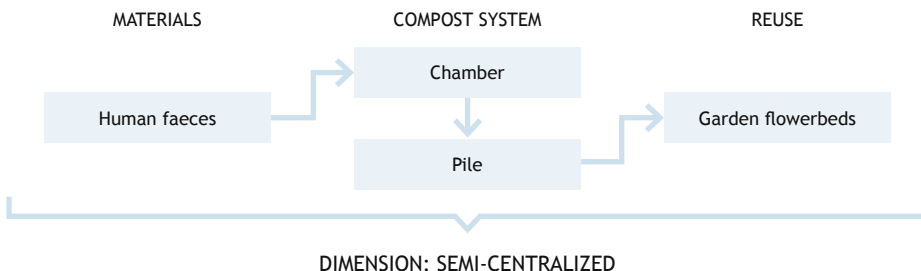 MATERIALS
COMPOST SYSTEM
REUSE
Chamber
Human faeces
Garden flowerbeds
Pile
DIMENSION: SEMI-CENTRALIZED